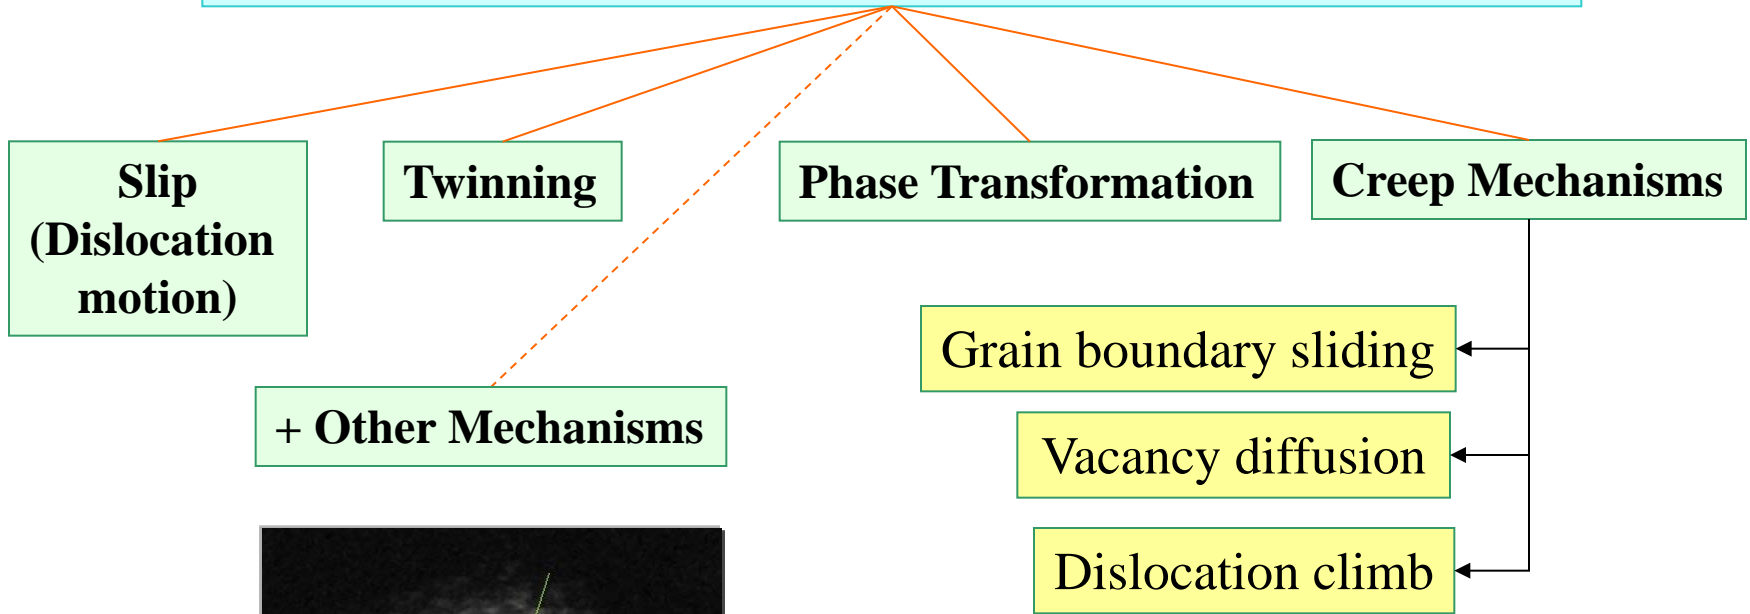 Slip
(Dislocation
motion)
Twinning
Phase Transformation
Creep Mechanisms
Grain boundary sliding
+ Other Mechanisms
Vacancy diffusion
Dislocation climb